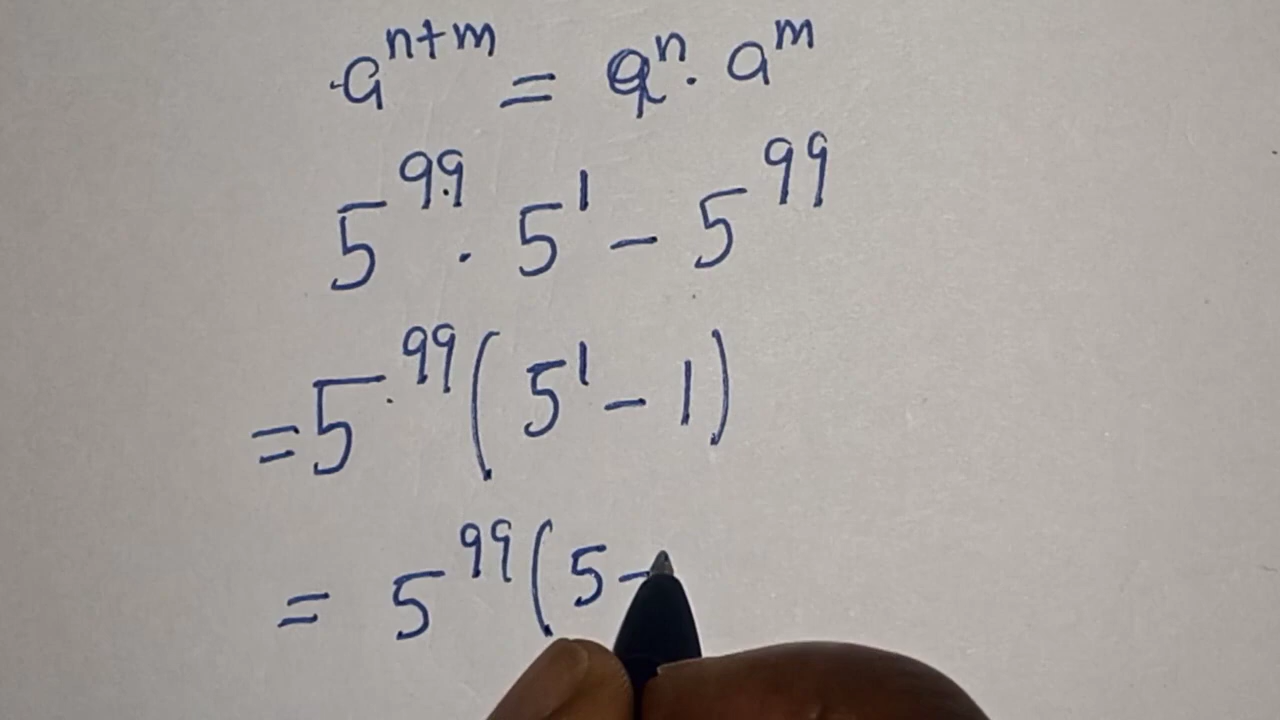 a^{n+m} = a^n · a^m
5^{99} · 5^1 - 5^{99}
= 5^{99} ( 5^1 - 1 )
= 5^{99} ( 5 -